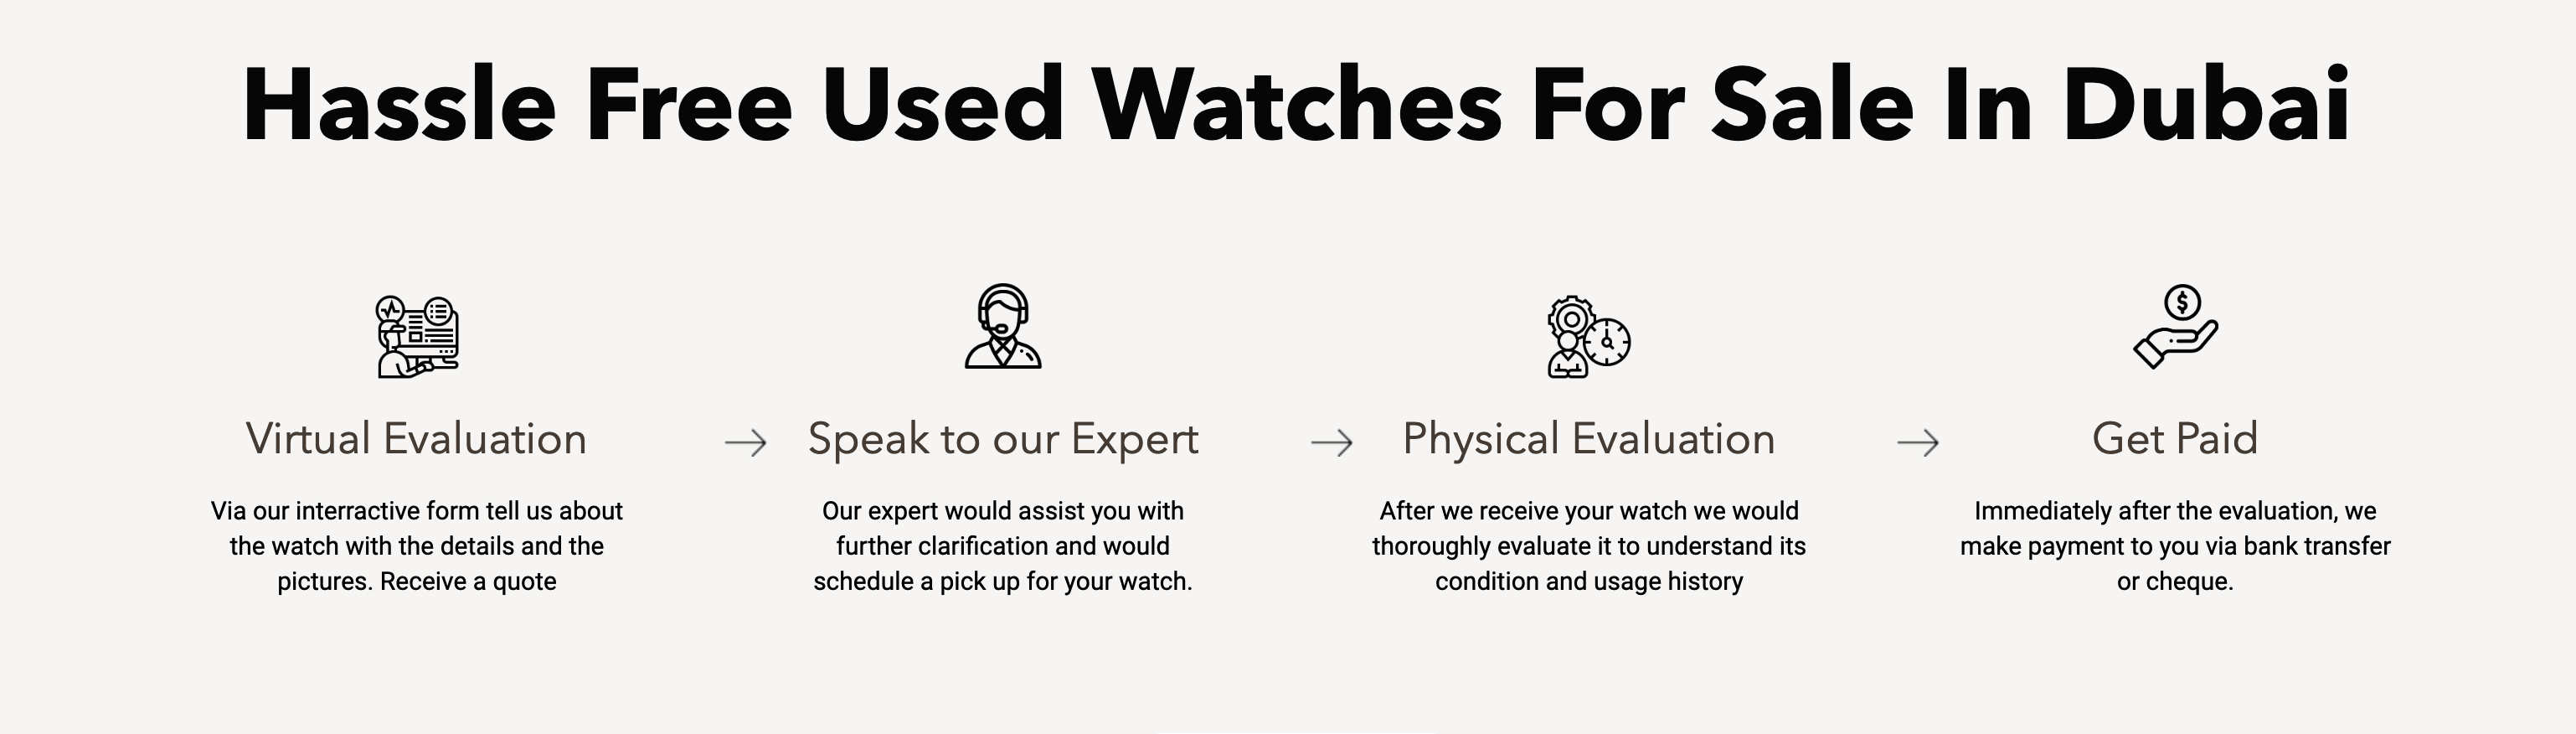 Hassle Free Used Watches For Sale In Dubai
Virtual Evaluation
Via our interractive form tell us about
the watch with the details and the
pictures. Receive a quote
Speak to our Expert
Our expert would assist you with
further clarification and would
schedule a pick up for your watch.
Physical Evaluation
After we receive your watch we would
thoroughly evaluate it to understand its
condition and usage history
Get Paid
Immediately after the evaluation, we
make payment to you via bank transfer
or cheque.